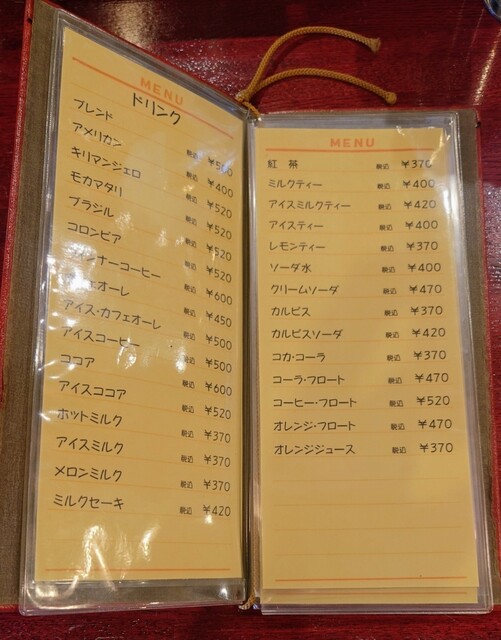 MENU
ドリンク
ブレンド 税込
アメリカン 税込 ¥400
キリマンジェロ 税込 ¥520
モカマタリ 税込 ¥520
ブラジル 税込 ¥520
コロンビア 税込 ¥520
ウィンナーコーヒー 税込 ¥600
カフェオーレ 税込 ¥450
アイス・カフェオーレ 税込 ¥500
アイスコーヒー 税込 ¥500
ココア 税込 ¥600
アイスココア 税込 ¥520
ホットミルク 税込 ¥370
アイスミルク 税込 ¥370
メロンミルク 税込 ¥370
ミルクセーキ 税込 ¥420
MENU
紅 茶 税込 ¥370
ミルクティー 税込 ¥400
アイスミルクティー 税込 ¥420
アイスティー 税込 ¥400
レモンティー 税込 ¥370
ソーダ水 税込 ¥400
クリームソーダ 税込 ¥470
カルピス 税込 ¥370
カルピスソーダ 税込 ¥420
コカ・コーラ 税込 ¥370
コーラ・フロート 税込 ¥470
コーヒー・フロート 税込 ¥520
オレンジ・フロート 税込 ¥470
オレンジジュース 税込 ¥370